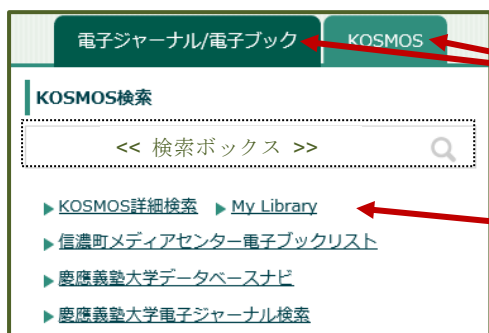 電子ジャーナル/電子ブック KOSMOS
KOSMOS検索
<< 検索ボックス >>
KOSMOS詳細検索 My Library
信濃町メディアセンター電子ブックリスト
慶應義塾大学データベースナビ
慶應義塾大学電子ジャーナル検索